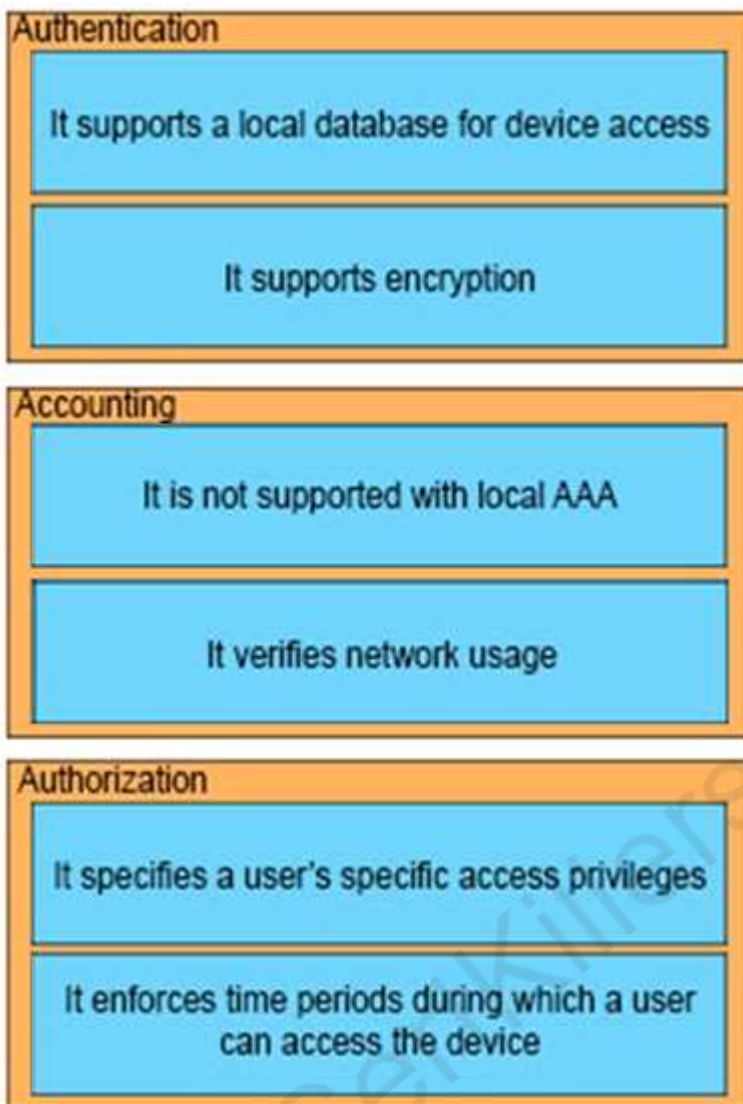 Authentication
It supports a local database for device access
It supports encryption
Accounting
It is not supported with local AAA
It verifies network usage
Authorization
It specifies a user's specific access privileges
It enforces time periods during which a user
can access the device